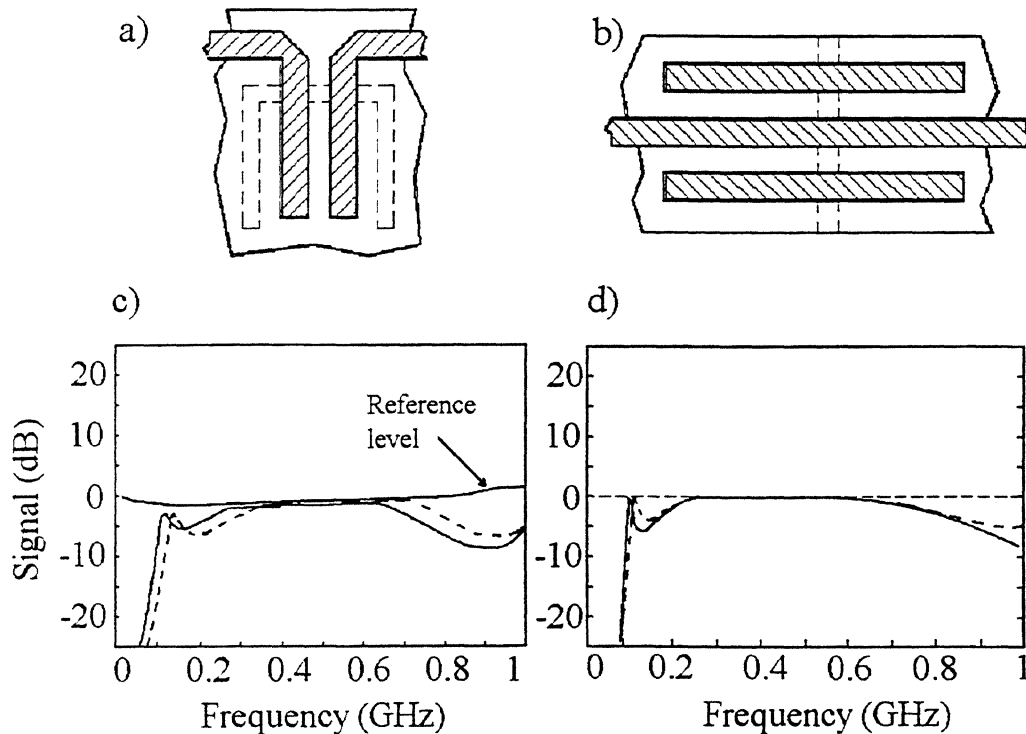 a)
b)
c)
d)
Signal (dB)
20
10
0
-10
-20
Reference
level
0 0.2 0.4 0.6 0.8 1
Frequency (GHz)
20
10
0
-10
-20
0 0.2 0.4 0.6 0.8 1
Frequency (GHz)